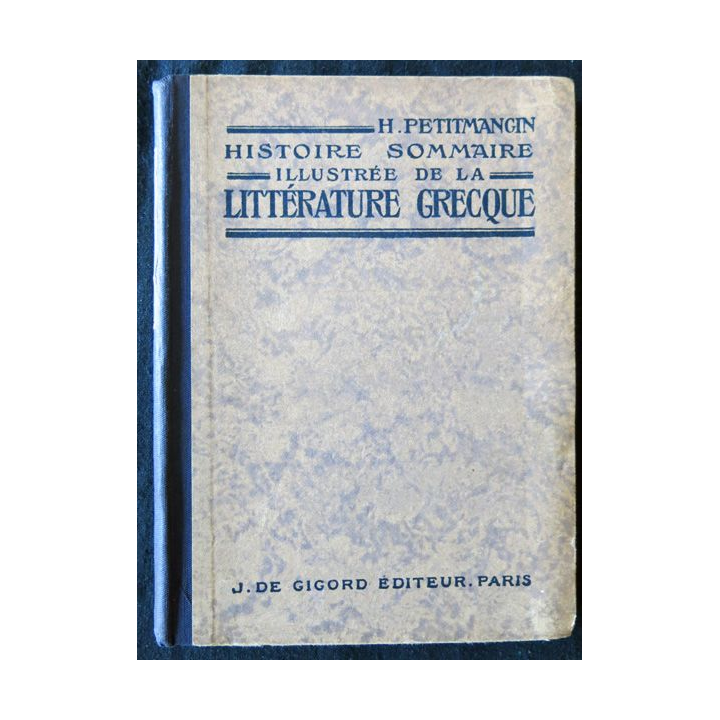 H. PETITMANGIN
HISTOIRE SOMMAIRE
ILLUSTRÉE DE LA
LITTÉRATURE GRECQUE
J. DE GIGORD ÉDITEUR. PARIS